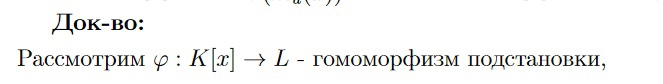 Док-во:
Рассмотрим φ : K[x] → L - гомоморфизм подстановки,